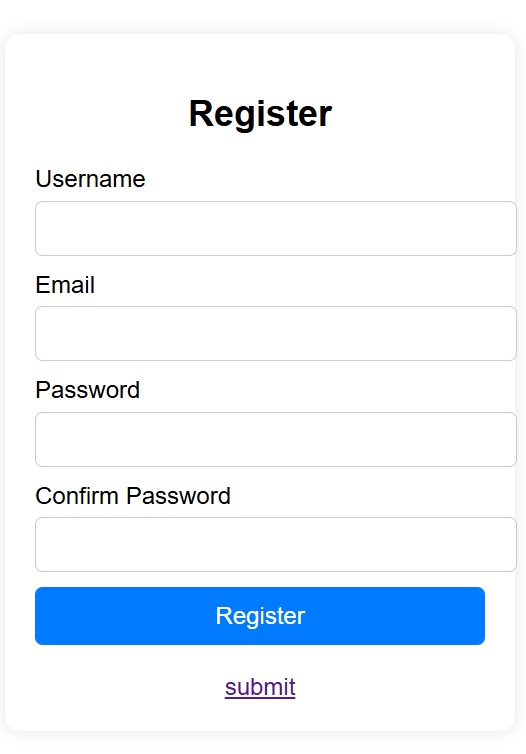 Register
Username
Email
Password
Confirm Password
Register
submit